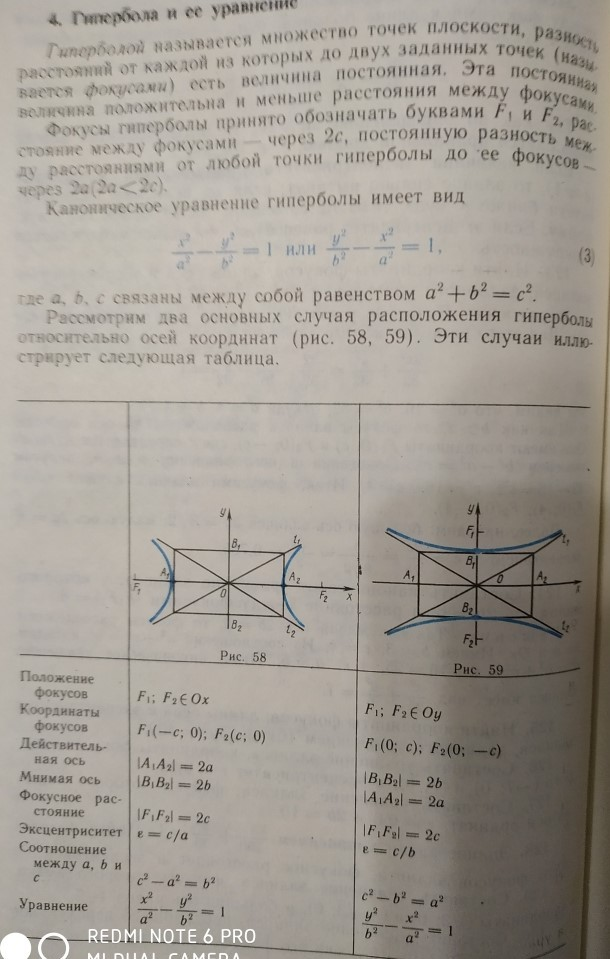 4. Гипербола и ее уравнение
Гиперболой называется множество точек плоскости, разность
расстояний от каждой из которых до двух заданных точек (назы-
вается фокусами) есть величина постоянная. Эта постоянная
величина положительна и меньше расстояния между фокусами.
Фокусы гиперболы принято обозначать буквами F₁ и F₂, рас-
стояние между фокусами — через 2c, постоянную разность меж-
ду расстояниями от любой точки гиперболы до ее фокусов —
через 2a (2a < 2c).
Каноническое уравнение гиперболы имеет вид
x²/a² − y²/b² = 1 или y²/b² − x²/a² = 1, (3)
где a, b, c связаны между собой равенством a² + b² = c².
Рассмотрим два основных случая расположения гиперболы
относительно осей координат (рис. 58, 59). Эти случаи иллю-
стрирует следующая таблица.
y
B₁ t₁
F₁ A₁ O A₂ F₂ x
B₂ t₂
Рис. 58
y
F₁
B₁ t₁
A₁ O A₂ x
B₂ t₂
F₂
Рис. 59
Положение
фокусов
F₁; F₂ ∈ Ox
F₁; F₂ ∈ Oy
Координаты
фокусов
F₁(−c; 0); F₂(c; 0)
F₁(0; c); F₂(0; −c)
Действитель-
ная ось
|A₁A₂| = 2a
|B₁B₂| = 2b
Мнимая ось
|B₁B₂| = 2b
|A₁A₂| = 2a
Фокусное рас-
стояние
|F₁F₂| = 2c
|F₁F₂| = 2c
Эксцентриситет
ε = c/a
ε = c/b
Соотношение
между a, b и
c
c² − a² = b²
c² − b² = a²
Уравнение
x²/a² − y²/b² = 1
y²/b² − x²/a² = 1
REDMI NOTE 6 PRO
MI DUAL CAMERA